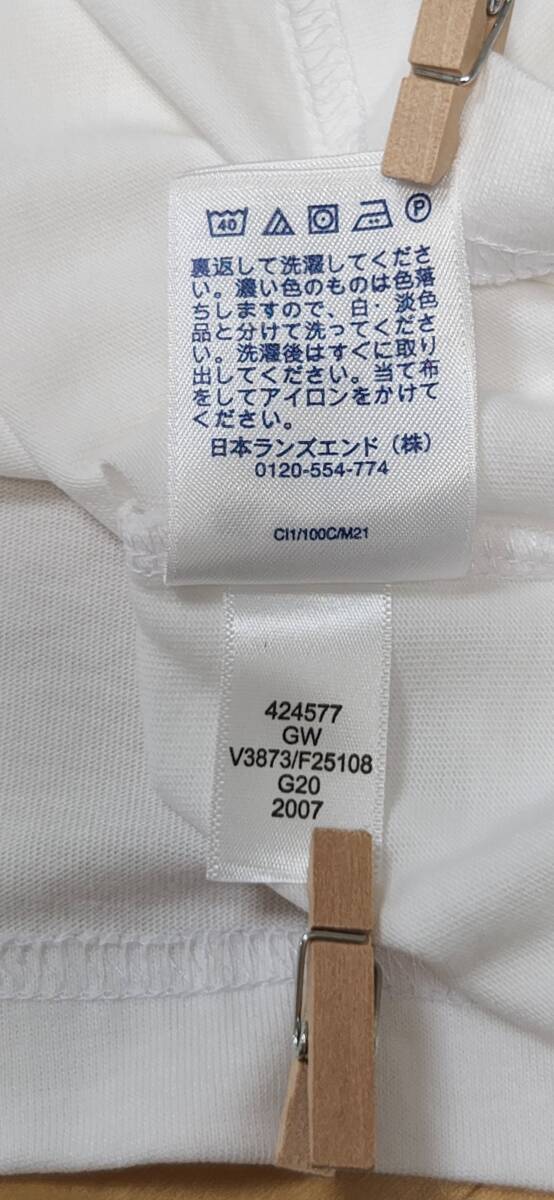 40 P
裏返して洗濯してくださ
い。濃い色のものは色落
ちしますので、白・淡色
品と分けて洗ってくださ
い。洗濯後はすぐに取り
出してください。当て布
をしてアイロンをかけて
ください。
日本ランズエンド（株）
0120-554-774
CI1/100C/M21
424577
GW
V3873/F25108
G20
2007